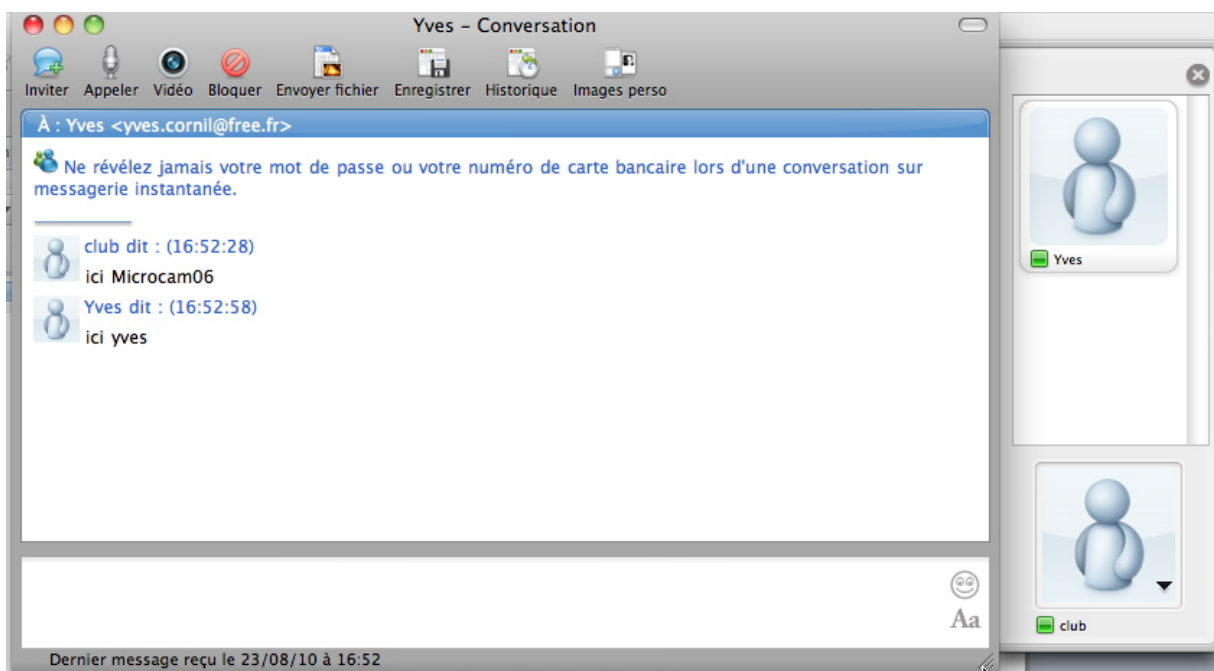 Yves – Conversation
Inviter Appeler Vidéo Bloquer Envoyer fichier Enregistrer Historique Images perso
À : Yves <yves.cornil@free.fr>
Ne révélez jamais votre mot de passe ou votre numéro de carte bancaire lors d'une conversation sur
messagerie instantanée.
club dit : (16:52:28)
ici Microcam06
Yves dit : (16:52:58)
ici yves
Aa
Dernier message reçu le 23/08/10 à 16:52
Yves
club